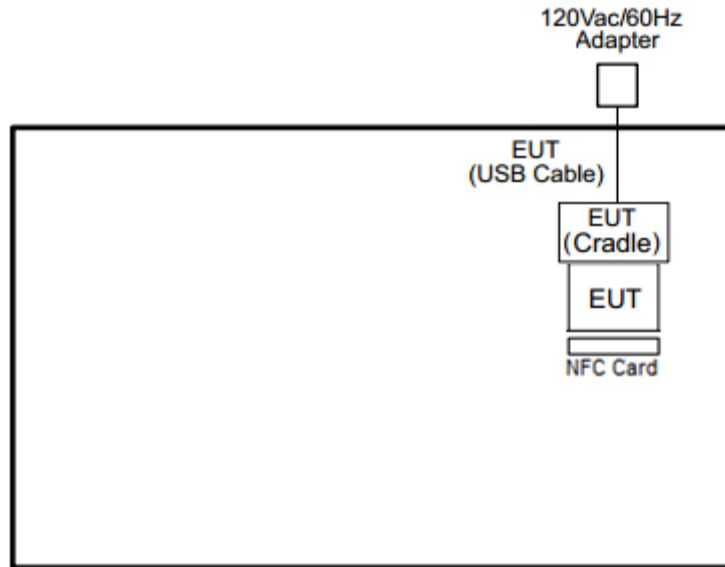 120Vac/60Hz
Adapter
EUT
(USB Cable)
EUT
(Cradle)
EUT
NFC Card